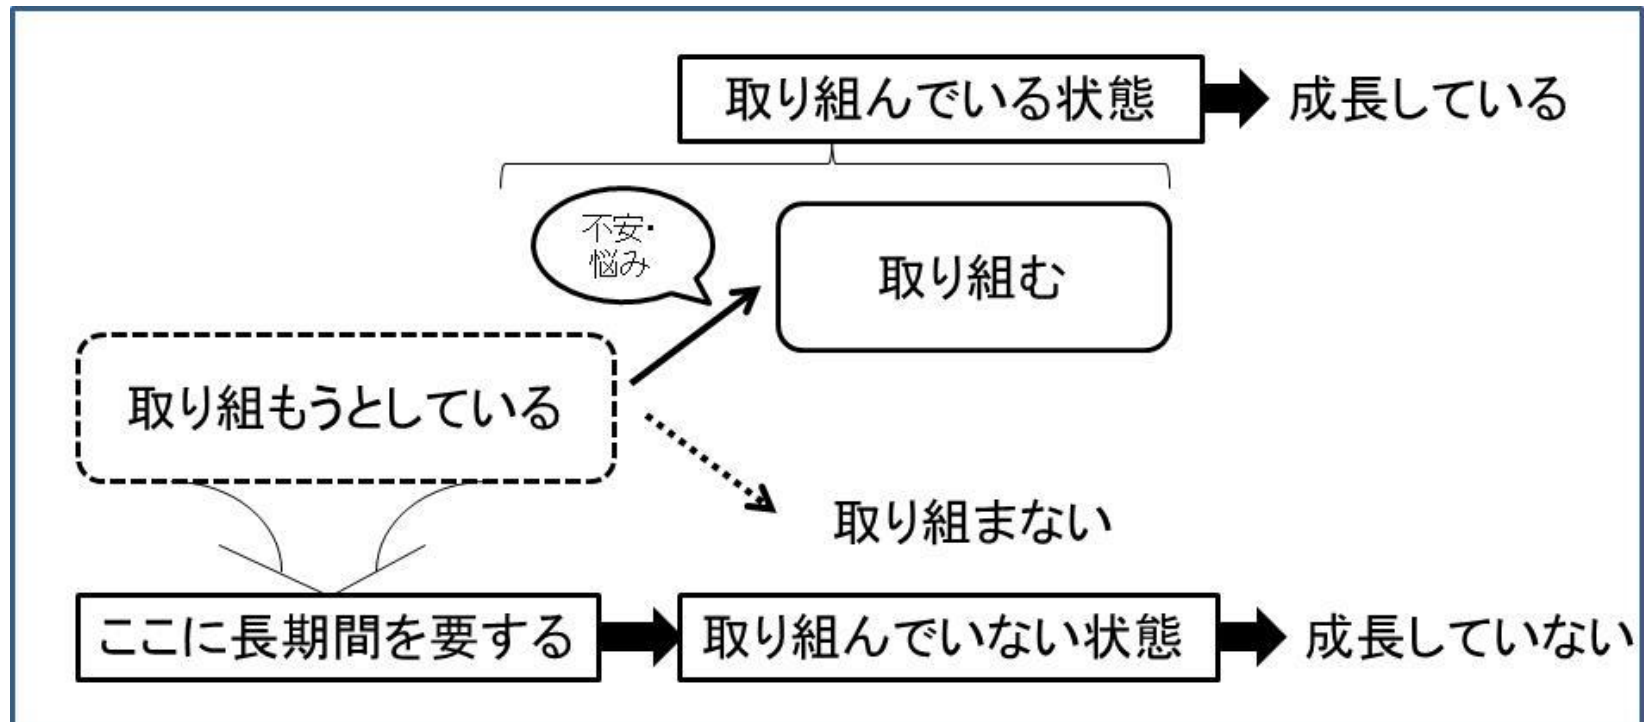 取り組んでいる状態
成長している
不安・
悩み
取り組む
取り組もうとしている
取り組まない
ここに長期間を要する
取り組んでいない状態
成長していない